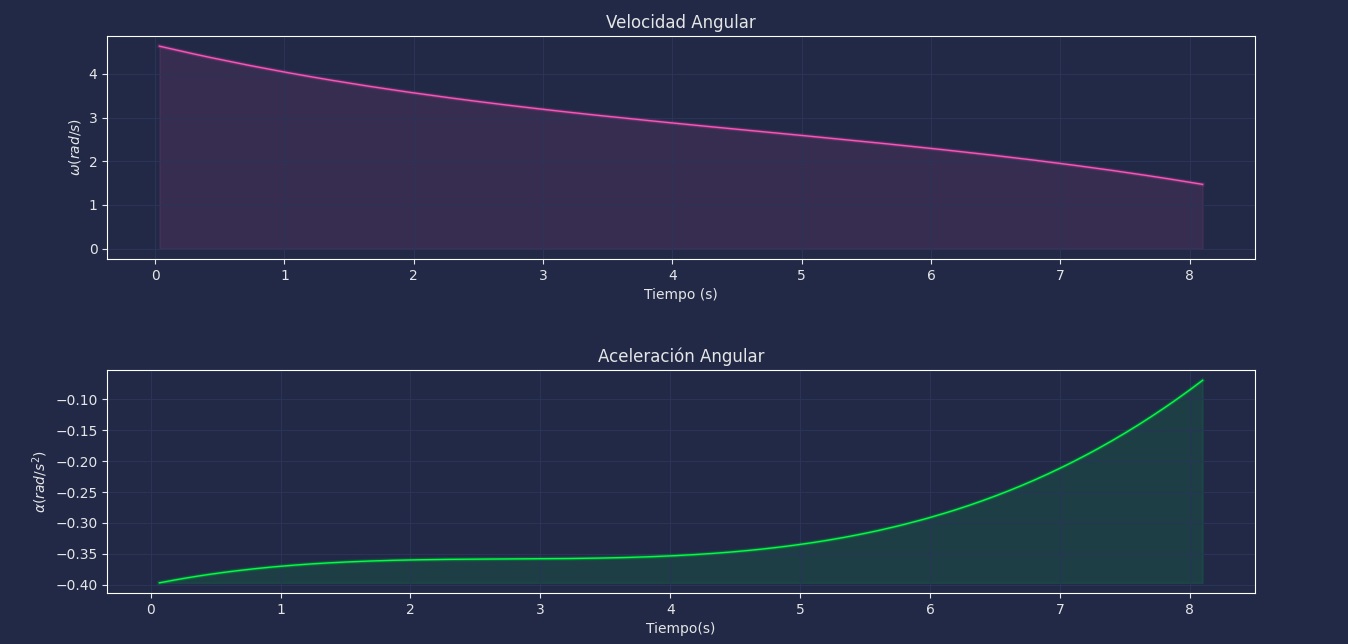 Velocidad Angular
4
3
2
1
0
ω(rad/s)
0 1 2 3 4 5 6 7 8
Tiempo (s)
Aceleración Angular
−0.10
−0.15
−0.20
−0.25
−0.30
−0.35
−0.40
α(rad/s²)
0 1 2 3 4 5 6 7 8
Tiempo(s)